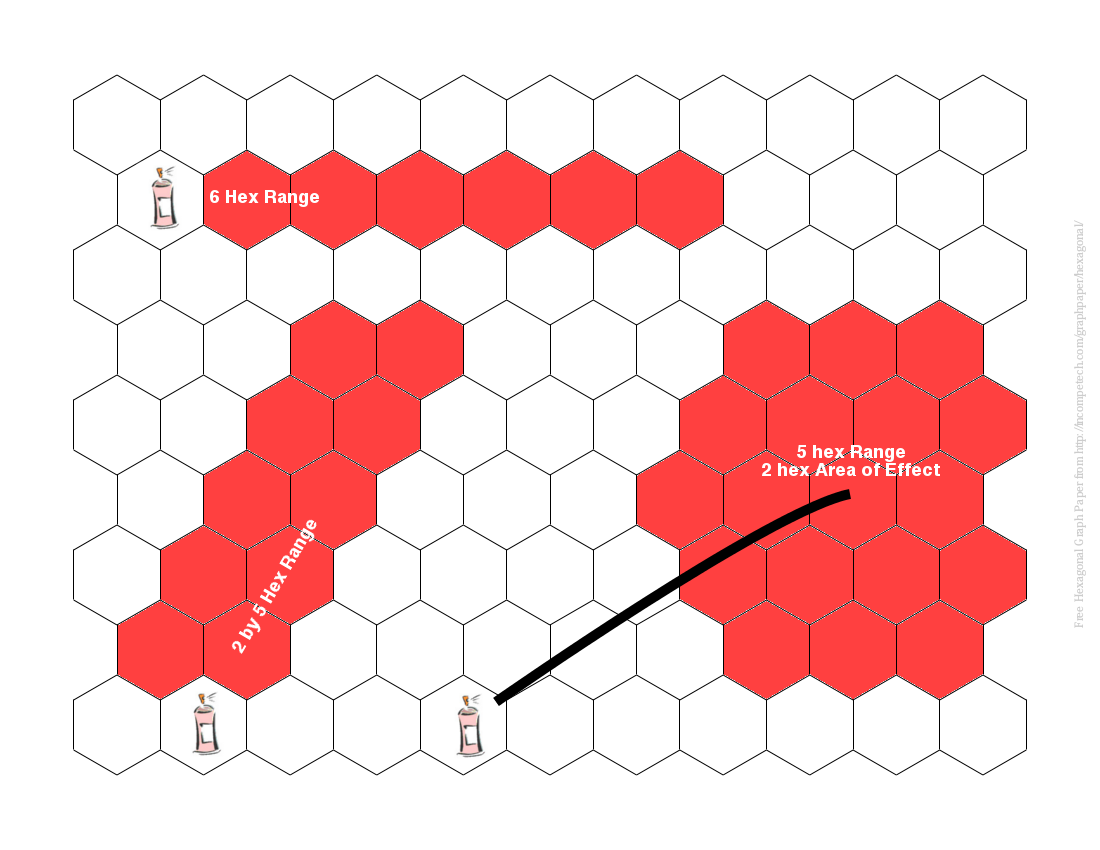 6 Hex Range
5 hex Range
2 hex Area of Effect
2 by 5 Hex Range
Free Hexagonal Graph Paper from http://incompetech.com/graphpaper/hexagonal/